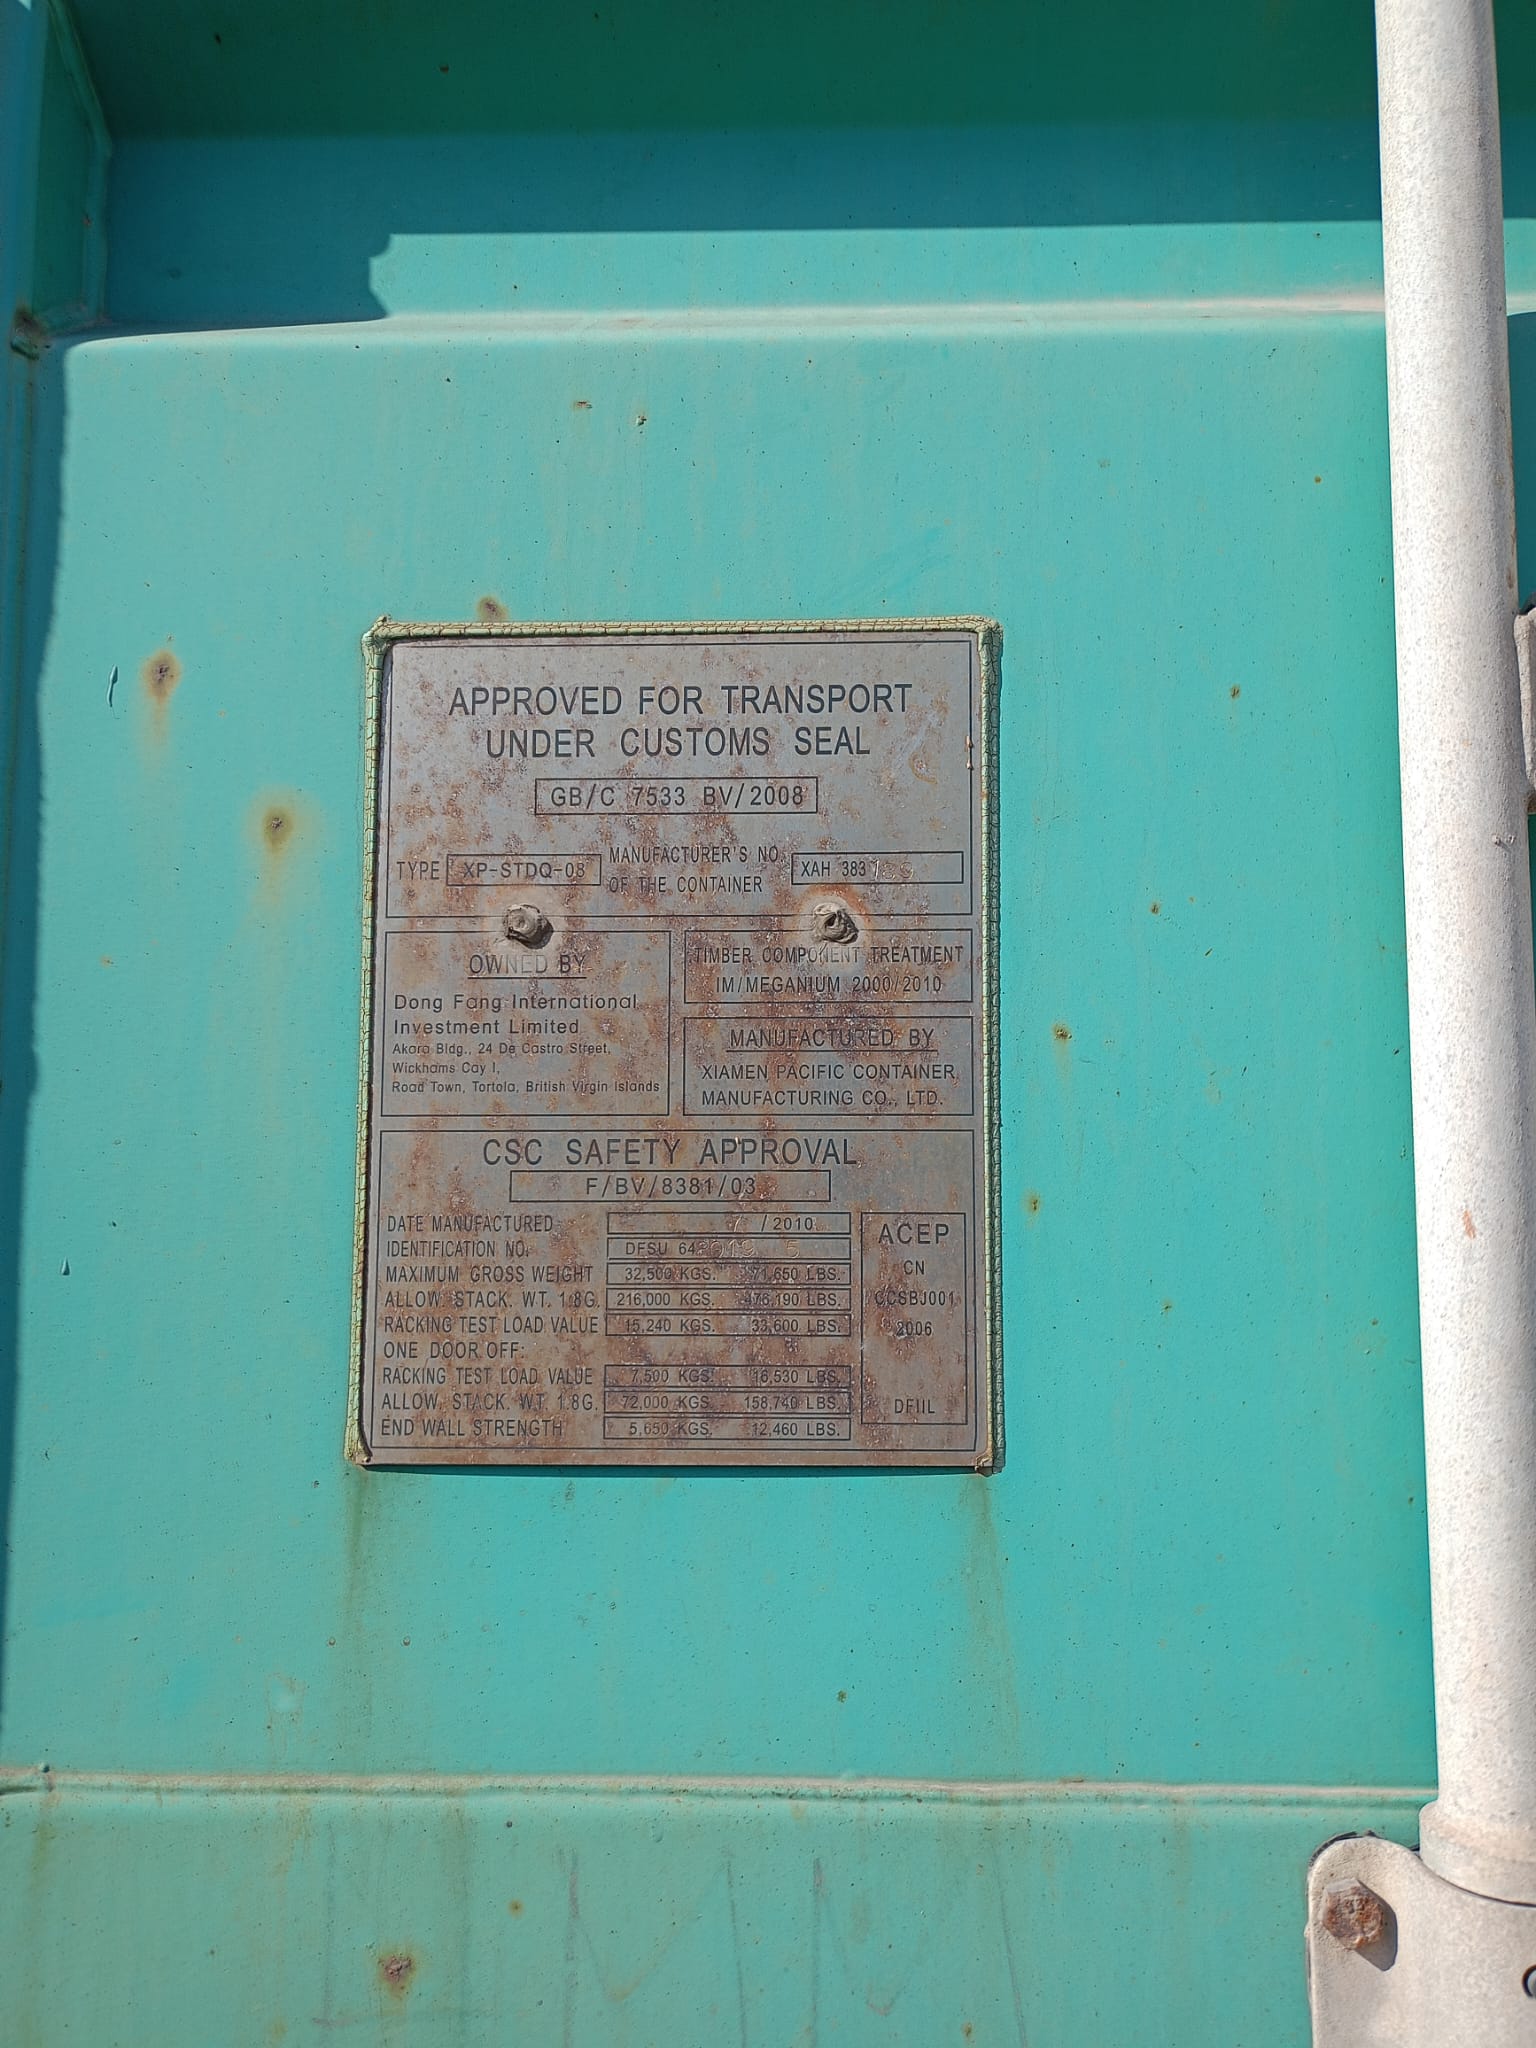 APPROVED FOR TRANSPORT
UNDER CUSTOMS SEAL
GB/C 7533 BV/2008
TYPE XP-STDQ-08 MANUFACTURER'S NO. OF THE CONTAINER XAH 383
OWNED BY
Dong Fang International
Investment Limited
Akara Bldg., 24 De Castro Street,
Wickhams Cay I,
Road Town, Tortola, British Virgin Islands
TIMBER COMPONENT TREATMENT
IM/MEGANIUM 2000/2010
MANUFACTURED BY
XIAMEN PACIFIC CONTAINER
MANUFACTURING CO., LTD.
CSC SAFETY APPROVAL
F/BV/8381/03
DATE MANUFACTURED 7 /2010
IDENTIFICATION NO. DFSU
MAXIMUM GROSS WEIGHT 32,500 KGS. 71,650 LBS.
ALLOW. STACK. WT. 1.8G. 216,000 KGS. 476,190 LBS.
RACKING TEST LOAD VALUE 15,240 KGS. 33,600 LBS.
ONE DOOR OFF:
RACKING TEST LOAD VALUE 7,500 KGS. 16,530 LBS.
ALLOW. STACK. WT. 1.8G. 72,000 KGS. 158,740 LBS.
END WALL STRENGTH 5,650 KGS. 12,460 LBS.
ACEP
CN
CCSBJ001
2006
DFIIL